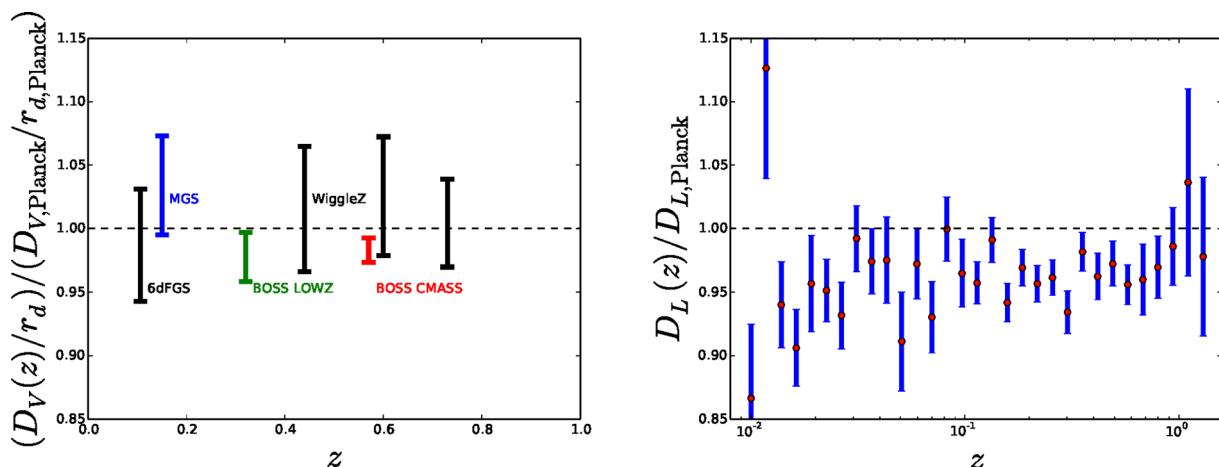 (D_V(z)/r_d)/(D_{V,Planck}/r_{d,Planck})
1.15
1.10
1.05
1.00
0.95
0.90
0.85
MGS
WiggleZ
6dFGS
BOSS LOWZ
BOSS CMASS
0.0
0.2
0.4
0.6
0.8
1.0
z
D_L(z)/D_{L,Planck}
1.15
1.10
1.05
1.00
0.95
0.90
0.85
10^{-2}
10^{-1}
10^{0}
z